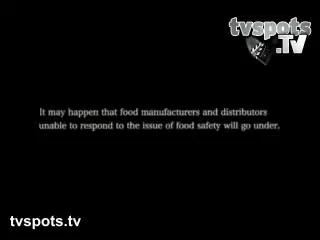 tvspots
.TV
It may happen that food manufacturers and distributors
unable to respond to the issue of food safety will go under.
tvspots.tv